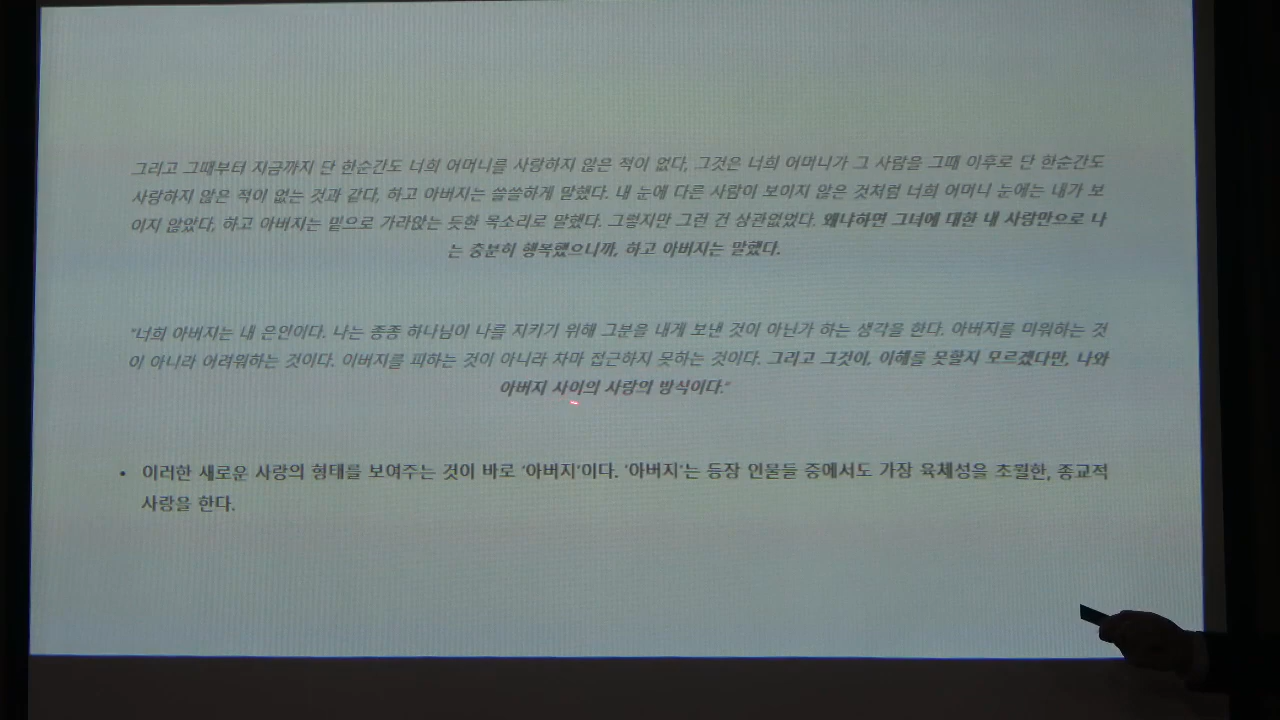 그리고 그때부터 지금까지 단 한순간도 너희 어머니를 사랑하지 않은 적이 없다, 그것은 너희 어머니가 그 사람을 그때 이후로 단 한순간도
사랑하지 않은 적이 없는 것과 같다, 하고 아버지는 쓸쓸하게 말했다. 내 눈에 다른 사람이 보이지 않은 것처럼 너희 어머니 눈에는 내가 보
이지 않았다, 하고 아버지는 밑으로 가라앉는 듯한 목소리로 말했다. 그렇지만 그런 건 상관없었다. 왜냐하면 그녀에 대한 내 사랑만으로 나
는 충분히 행복했으니까, 하고 아버지는 말했다.
"너희 아버지는 내 은인이다. 나는 종종 하나님이 나를 지키기 위해 그분을 내게 보낸 것이 아닌가 하는 생각을 한다. 아버지를 미워하는 것
이 아니라 어려워하는 것이다. 이버지를 피하는 것이 아니라 차마 접근하지 못하는 것이다. 그리고 그것이, 이해를 못할지 모르겠다만, 나와
아버지 사이의 사랑의 방식이다."
• 이러한 새로운 사랑의 형태를 보여주는 것이 바로 '아버지'이다. '아버지'는 등장 인물들 중에서도 가장 육체성을 초월한, 종교적
사랑을 한다.